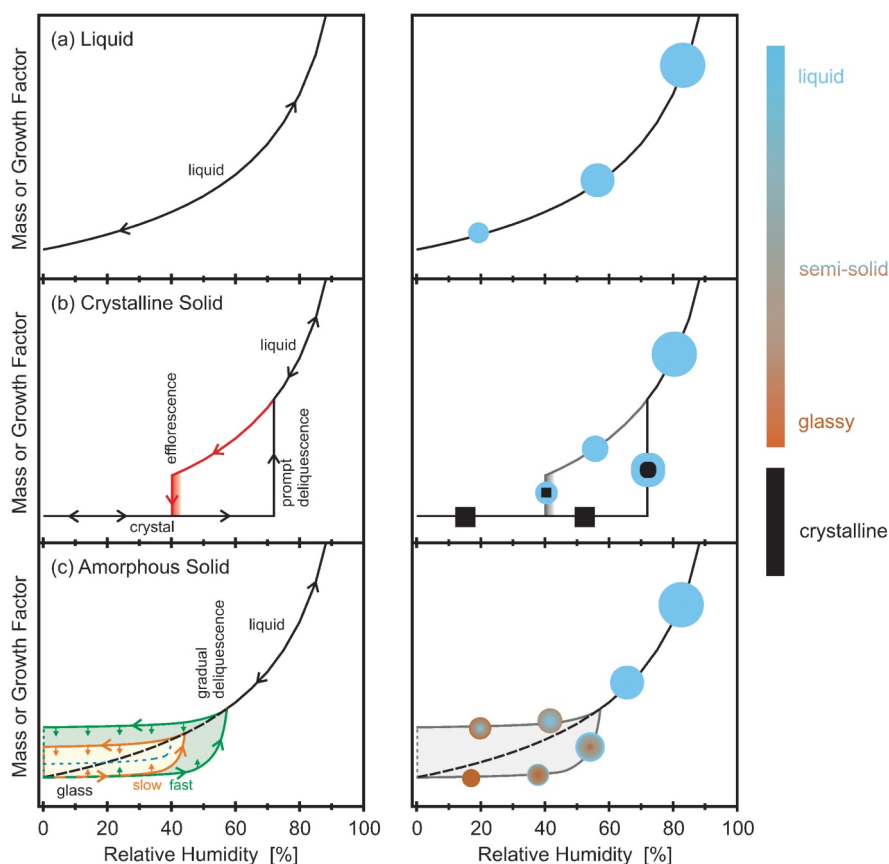 (a) Liquid
Mass or Growth Factor
liquid
liquid
semi-solid
glassy
crystalline
(b) Crystalline Solid
Mass or Growth Factor
liquid
efflorescence
prompt
deliquescence
crystal
(c) Amorphous Solid
Mass or Growth Factor
gradual
deliquescence
liquid
glass
slow
fast
0 20 40 60 80 100
Relative Humidity [%]
0 20 40 60 80 100
Relative Humidity [%]